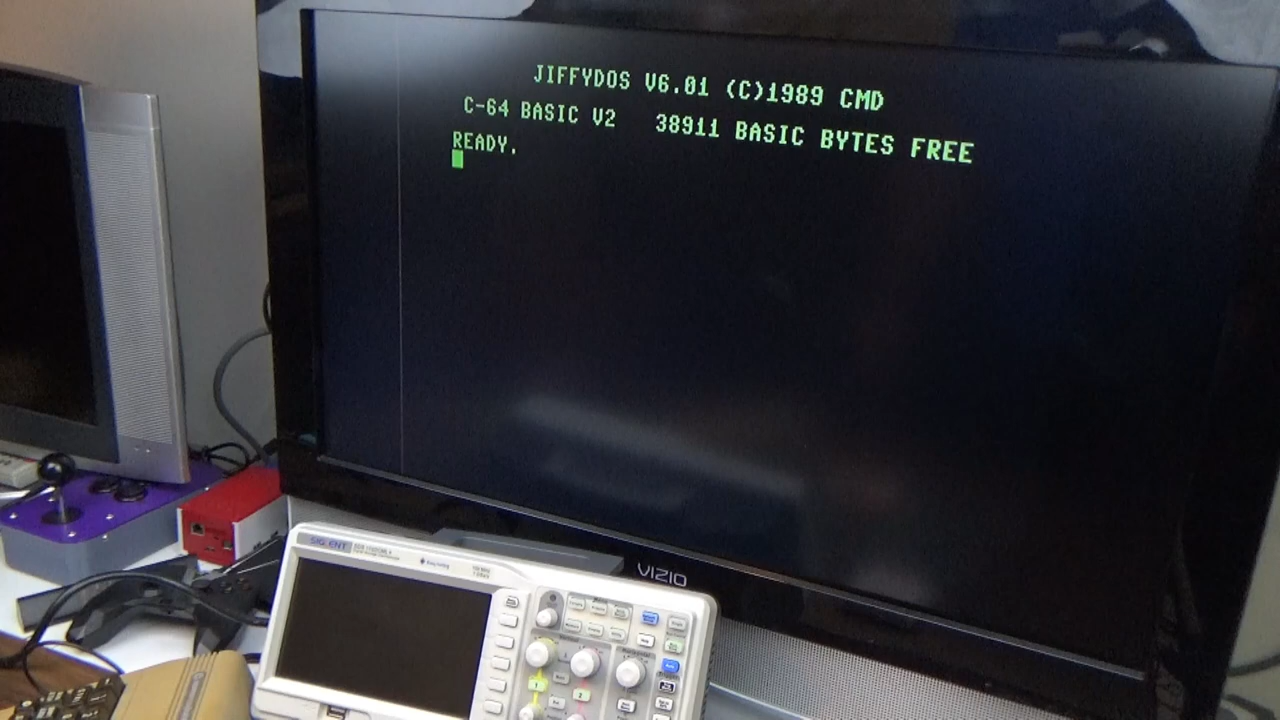 JIFFYDOS V6.01 (C)1989 CMD
C-64 BASIC V2 38911 BASIC BYTES FREE
READY.
VIZIO
SIGLENT